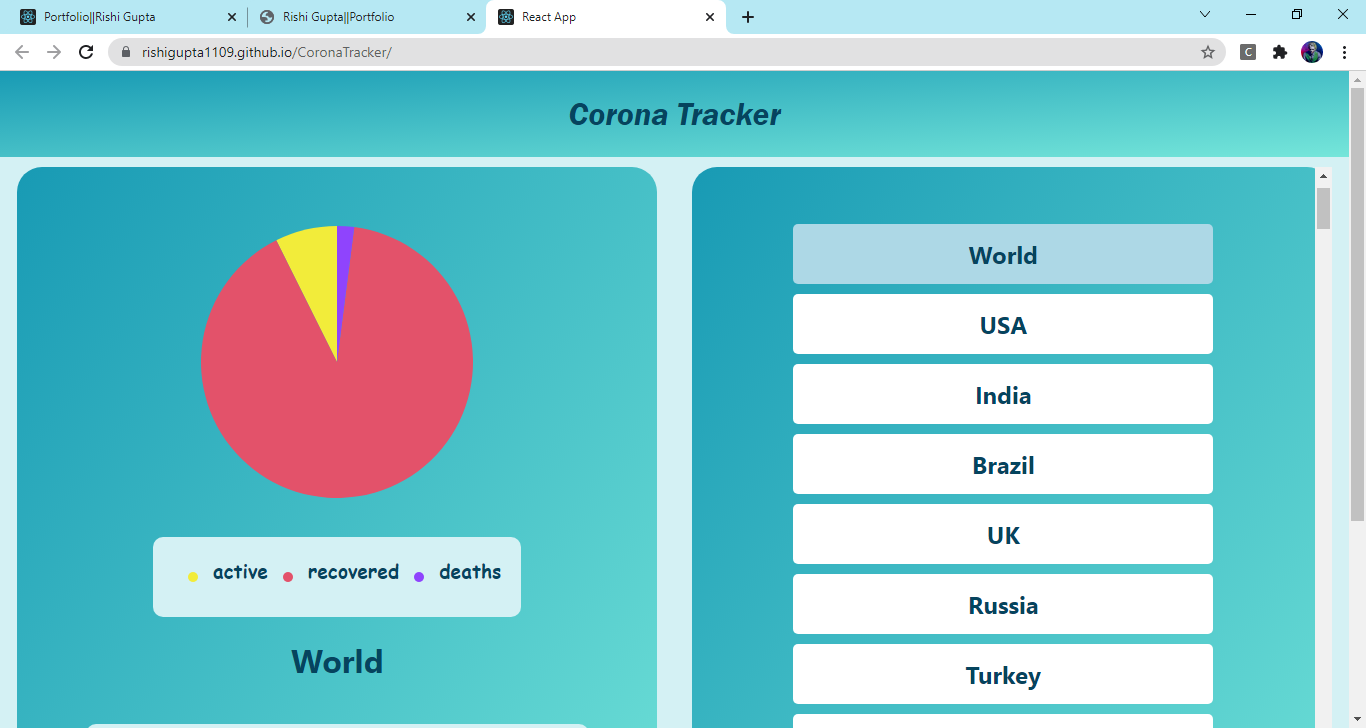 Portfolio||Rishi Gupta
Rishi Gupta||Portfolio
React App
rishigupta1109.github.io/CoronaTracker/
C
Corona Tracker
active recovered deaths
World
World
USA
India
Brazil
UK
Russia
Turkey